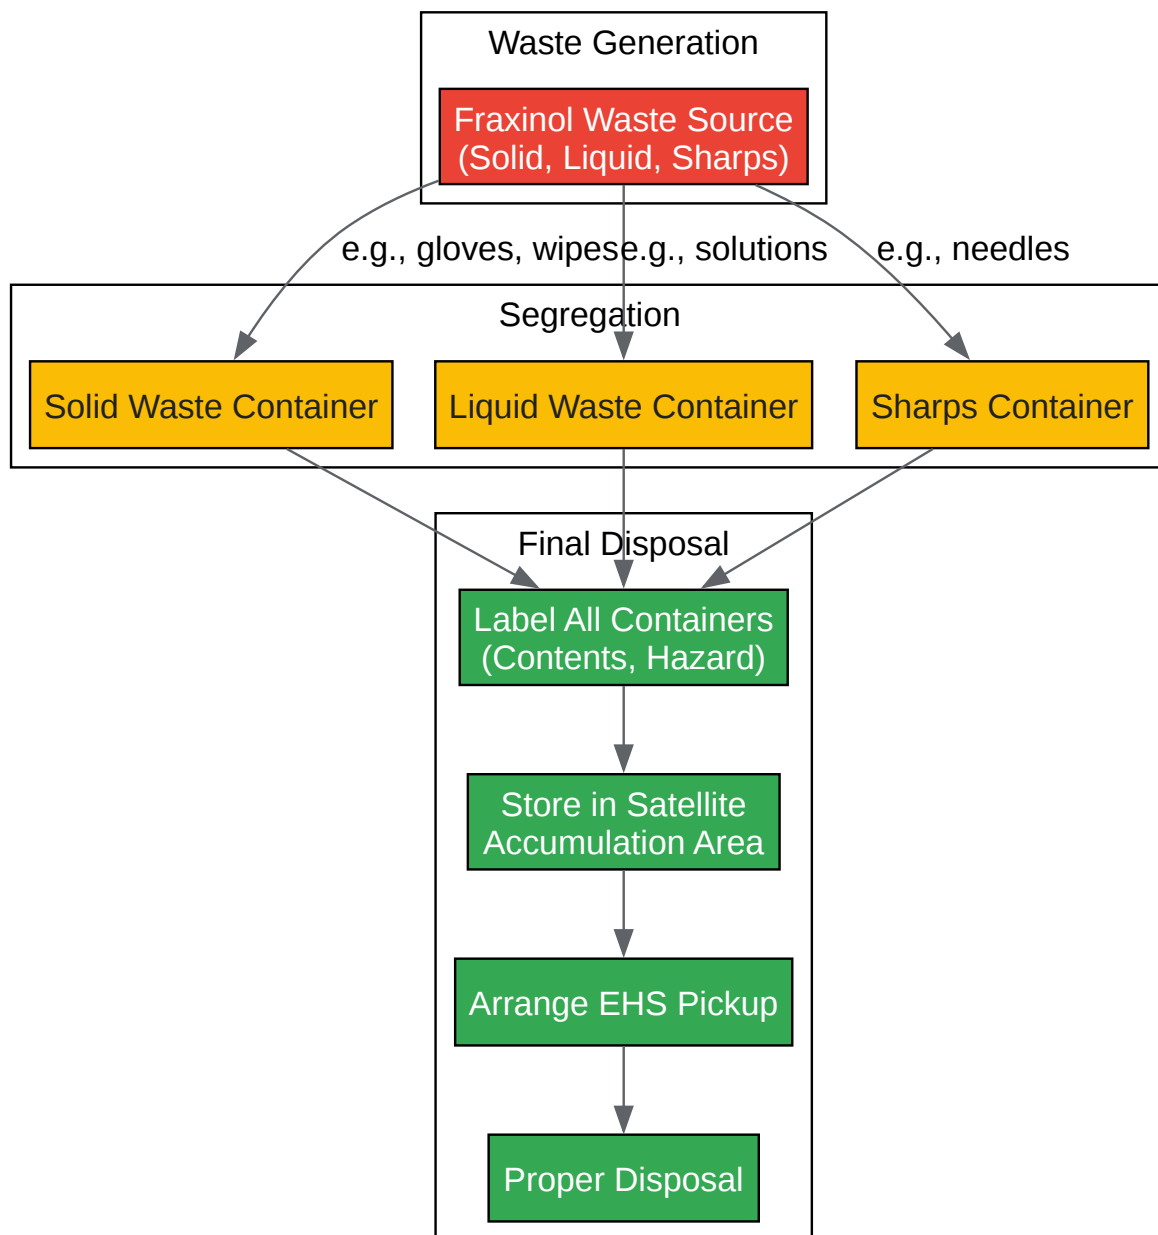 Waste Generation
Fraxinol Waste Source
(Solid, Liquid, Sharps)
e.g., gloves, wipes
e.g., solutions
e.g., needles
Segregation
Solid Waste Container
Liquid Waste Container
Sharps Container
Final Disposal
Label All Containers
(Contents, Hazard)
Store in Satellite
Accumulation Area
Arrange EHS Pickup
Proper Disposal